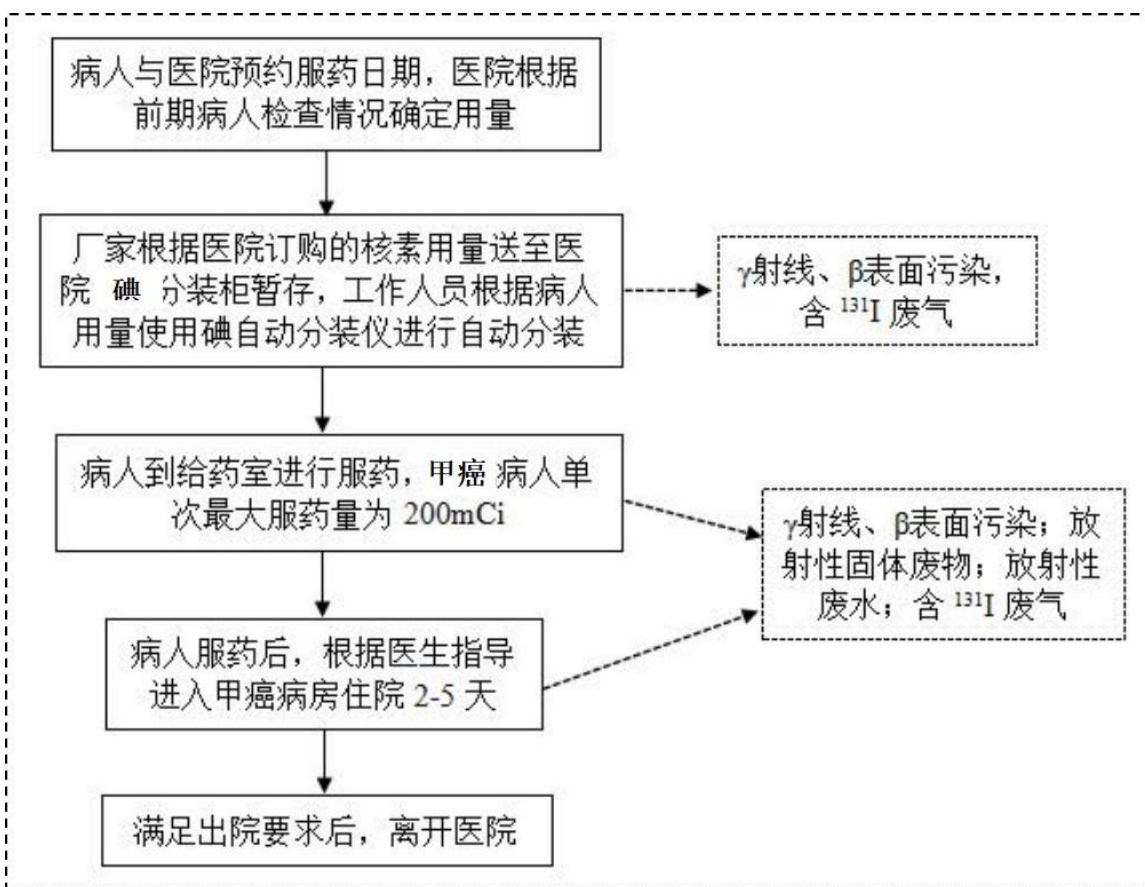 病人与医院预约服药日期，医院根据
前期病人检查情况确定用量
厂家根据医院订购的核素用量送至医
院 碘 分装柜暂存，工作人员根据病人
用量使用碘自动分装仪进行自动分装
γ射线、β表面污染，
含 ¹³¹I 废气
病人到给药室进行服药，甲癌 病人单
次最大服药量为 200mCi
γ射线、β表面污染；放
射性固体废物；放射性
废水；含 ¹³¹I 废气
病人服药后，根据医生指导
进入甲癌病房住院 2-5 天
满足出院要求后，离开医院